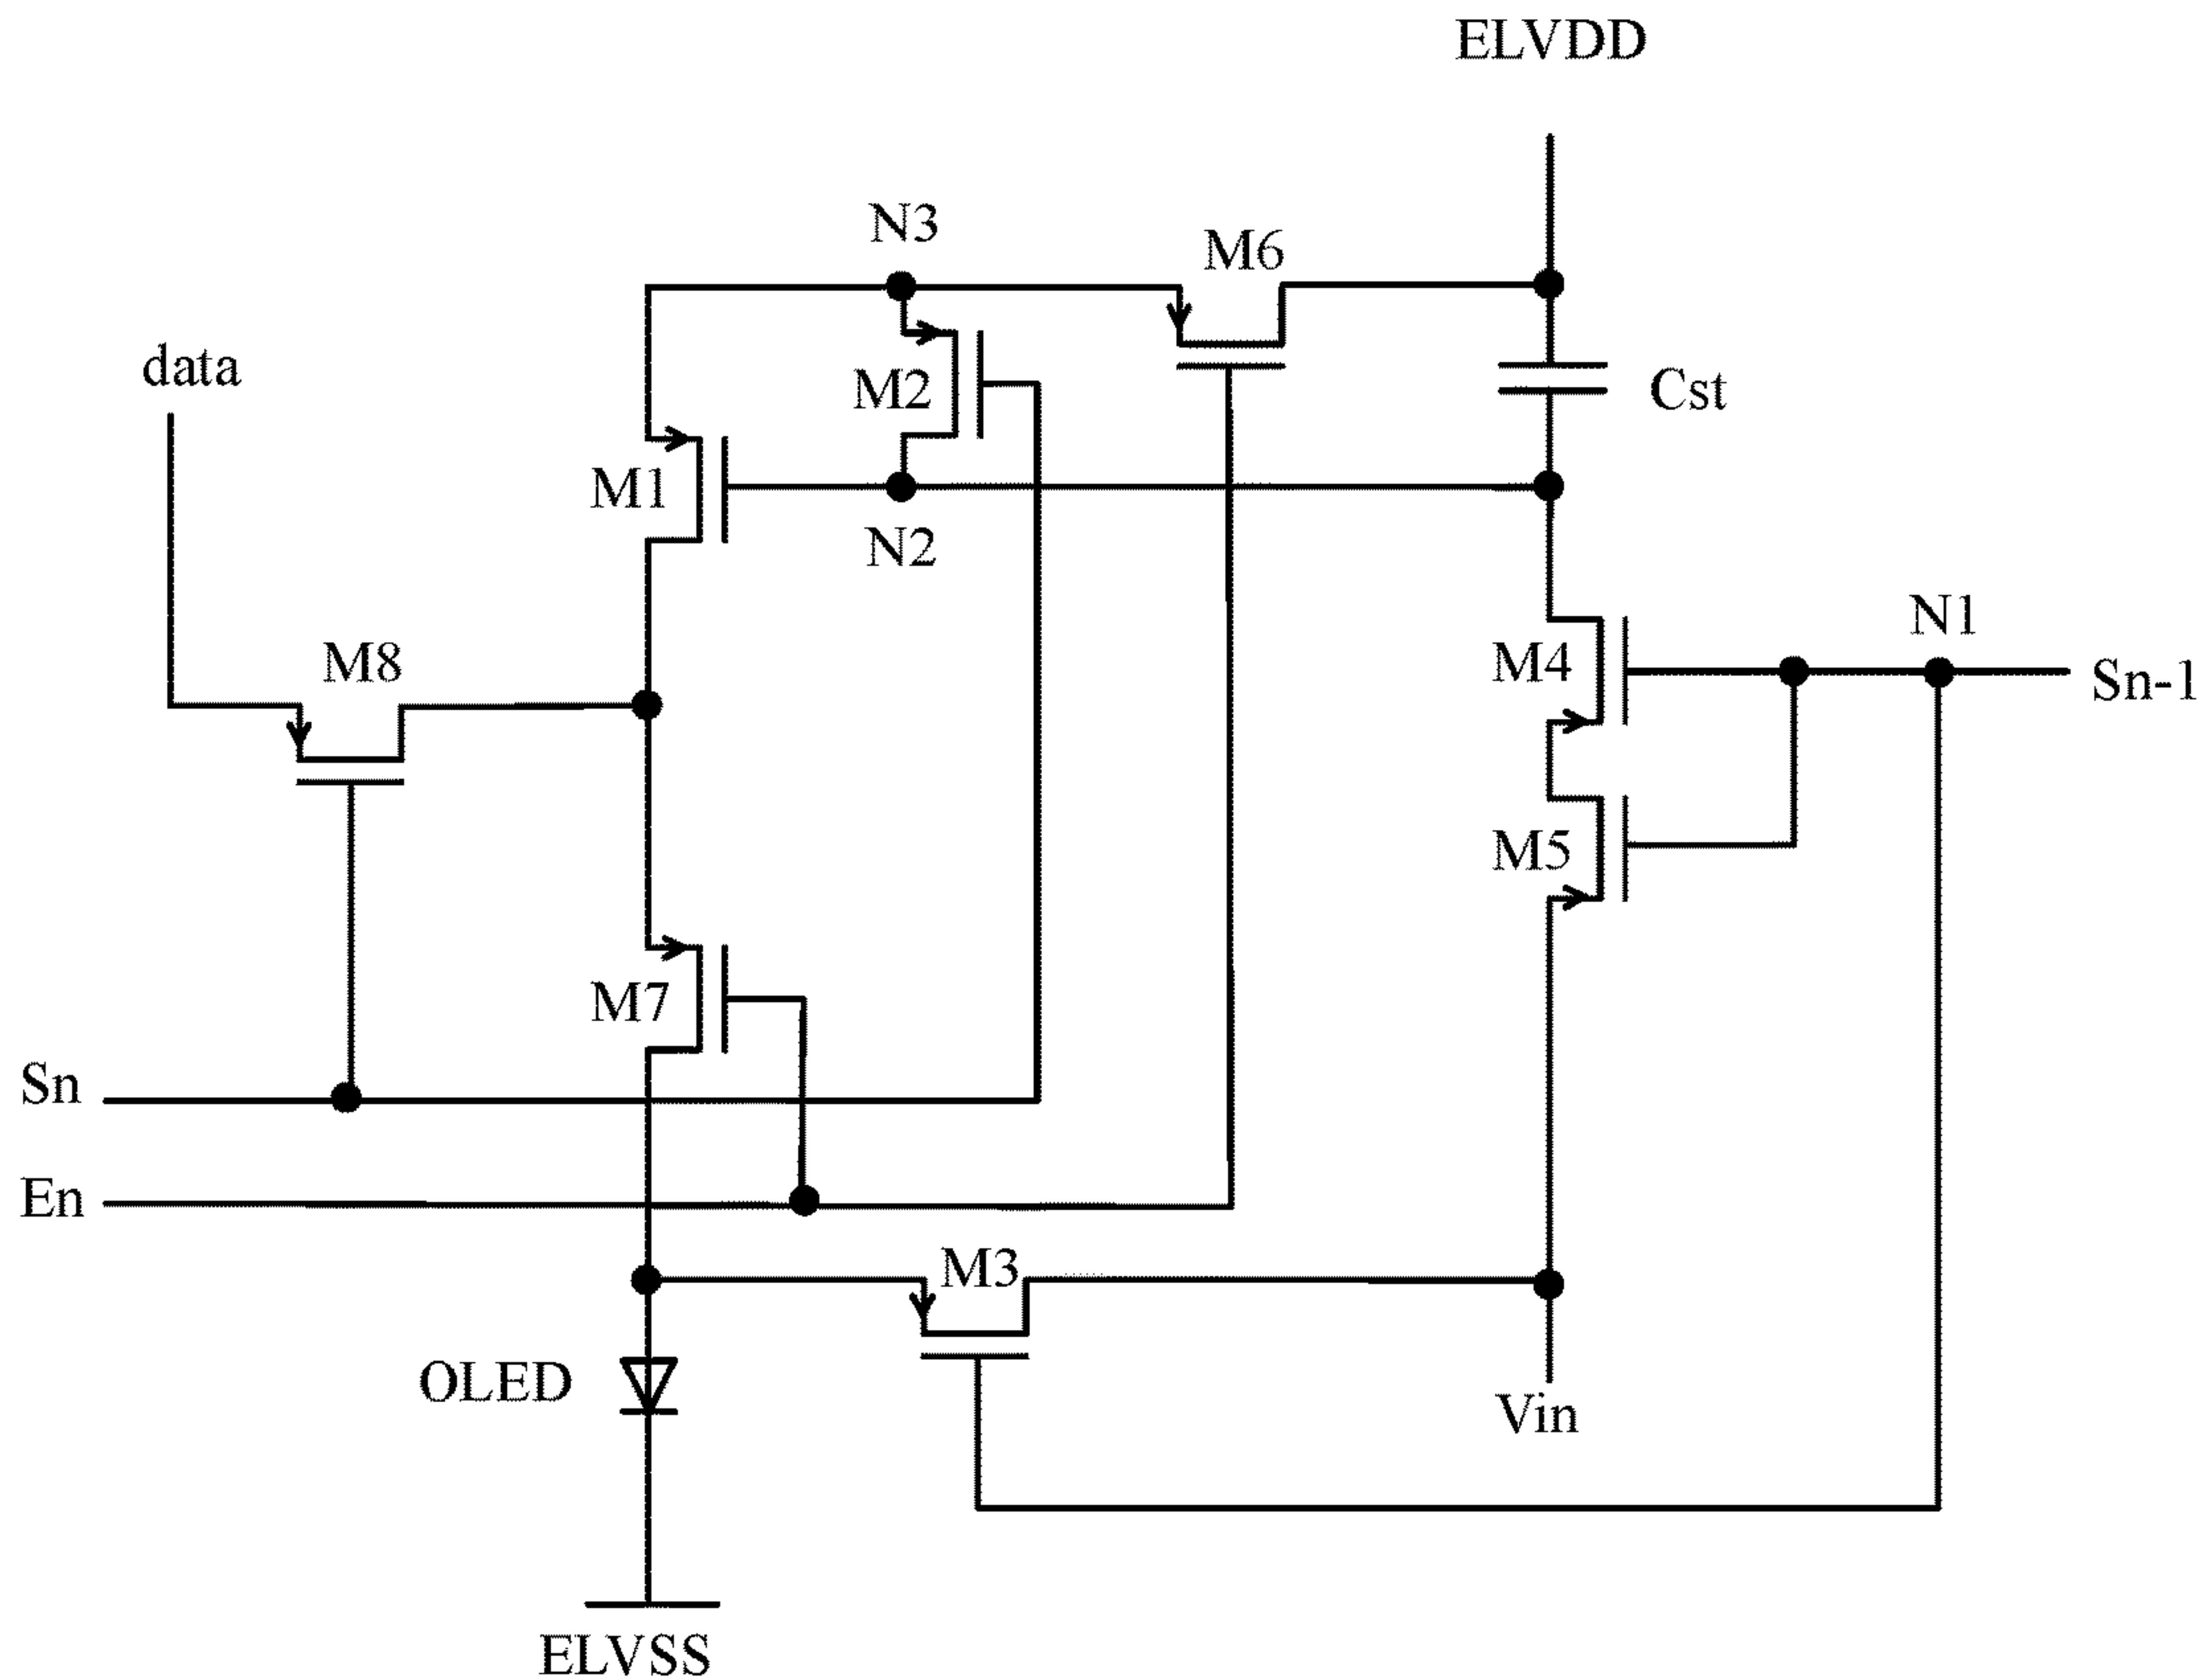 ELVDD
N3
M6
data
M2
Cst
M1
N2
N1
M8
M4
Sn-1
M5
M7
Sn
En
M3
OLED
Vin
ELVSS